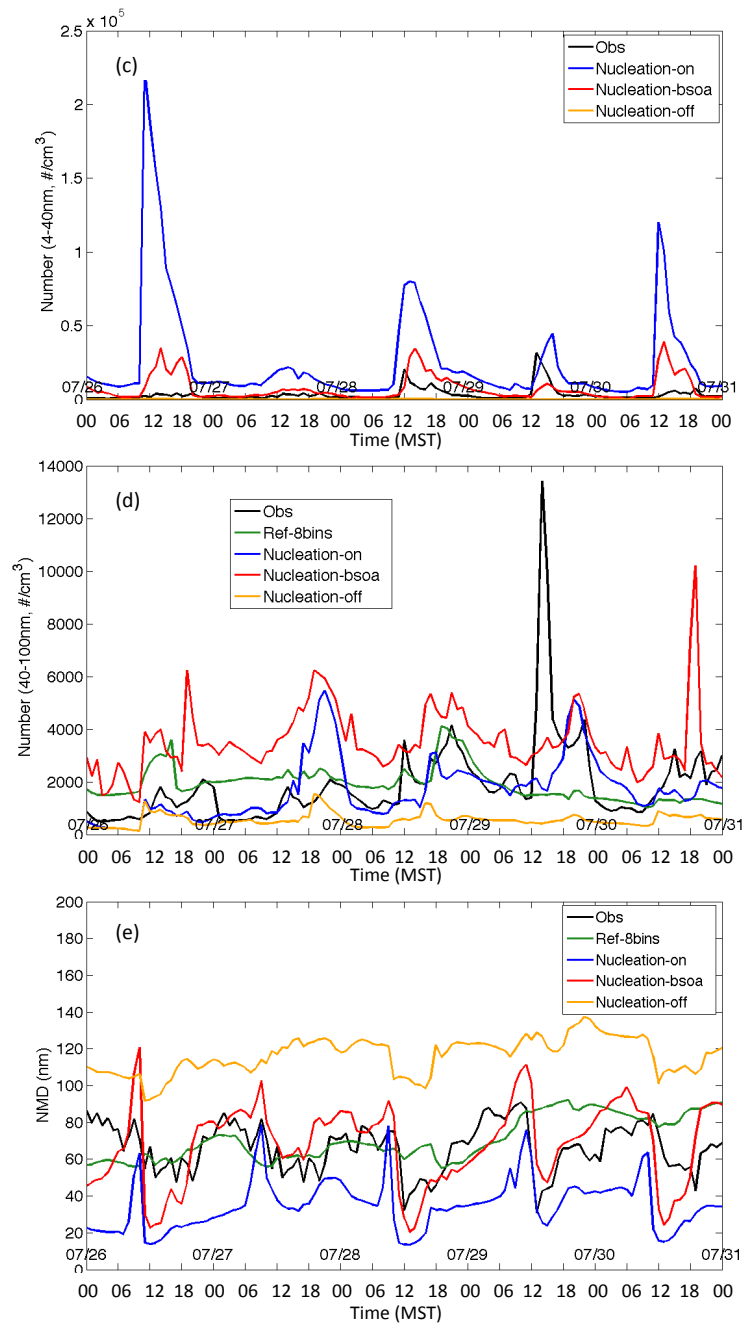 2.5 x 10^5
(c)
Obs
Nucleation-on
Nucleation-bsoa
Nucleation-off
2
1.5
1
0.5
0
Number (4-40nm, #/cm^3)
07/26 07/27 07/28 07/29 07/30 07/31
00 06 12 18 00 06 12 18 00 06 12 18 00 06 12 18 00 06 12 18 00
Time (MST)
14000
(d)
Obs
Ref-8bins
Nucleation-on
Nucleation-bsoa
Nucleation-off
12000
10000
8000
6000
4000
2000
0
Number (40-100nm, #/cm^3)
07/26 07/27 07/28 07/29 07/30 07/31
00 06 12 18 00 06 12 18 00 06 12 18 00 06 12 18 00 06 12 18 00
Time (MST)
200
(e)
Obs
Ref-8bins
Nucleation-on
Nucleation-bsoa
Nucleation-off
180
160
140
120
100
80
60
40
20
0
NMD (nm)
07/26 07/27 07/28 07/29 07/30 07/31
00 06 12 18 00 06 12 18 00 06 12 18 00 06 12 18 00 06 12 18 00
Time (MST)